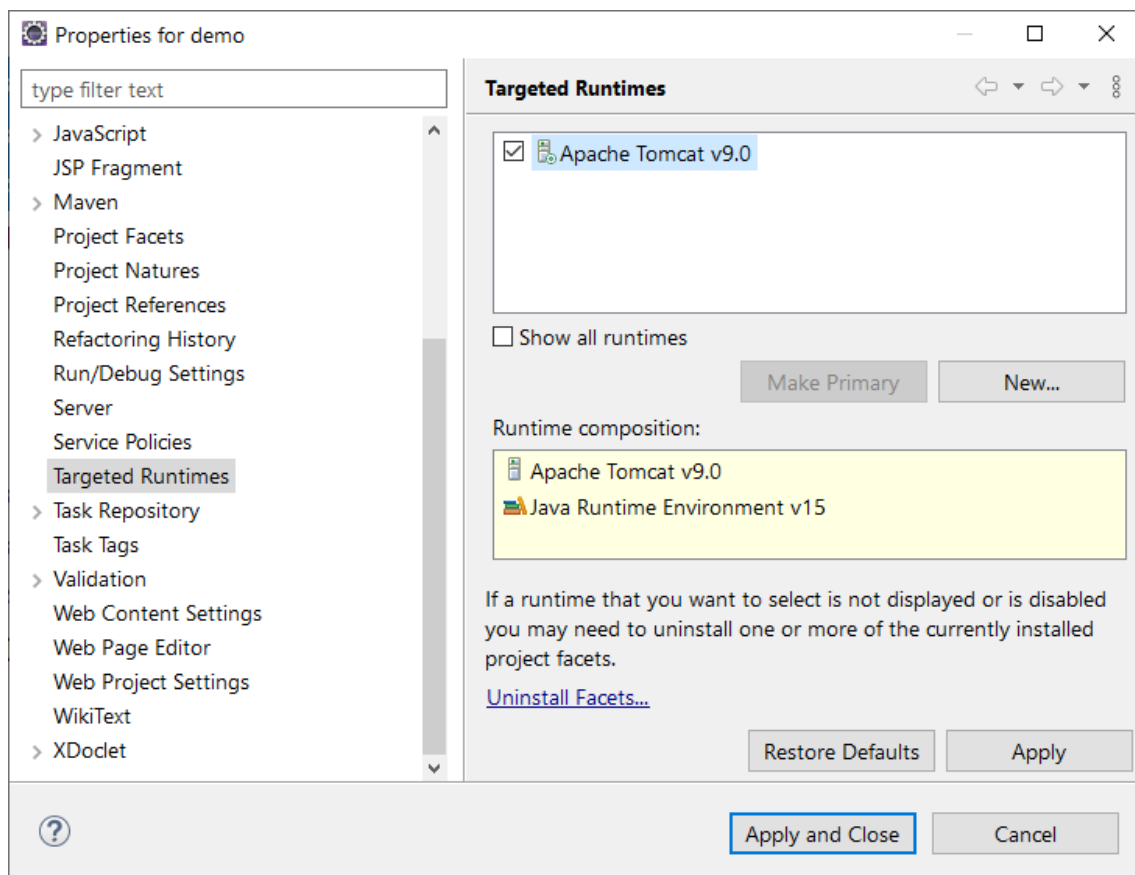 Properties for demo
type filter text
JavaScript
JSP Fragment
Maven
Project Facets
Project Natures
Project References
Refactoring History
Run/Debug Settings
Server
Service Policies
Targeted Runtimes
Task Repository
Task Tags
Validation
Web Content Settings
Web Page Editor
Web Project Settings
WikiText
XDoclet
Targeted Runtimes
Apache Tomcat v9.0
Show all runtimes
Make Primary
New...
Runtime composition:
Apache Tomcat v9.0
Java Runtime Environment v15
If a runtime that you want to select is not displayed or is disabled
you may need to uninstall one or more of the currently installed
project facets.
Uninstall Facets...
Restore Defaults
Apply
?
Apply and Close
Cancel